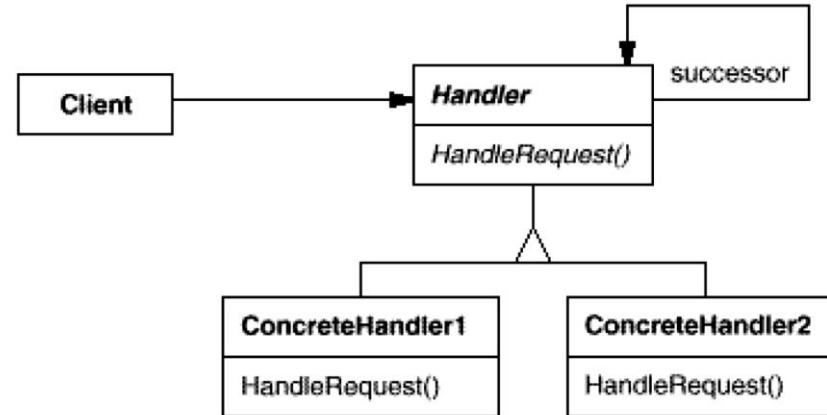 Client
Handler
successor
HandleRequest()
ConcreteHandler1
HandleRequest()
ConcreteHandler2
HandleRequest()